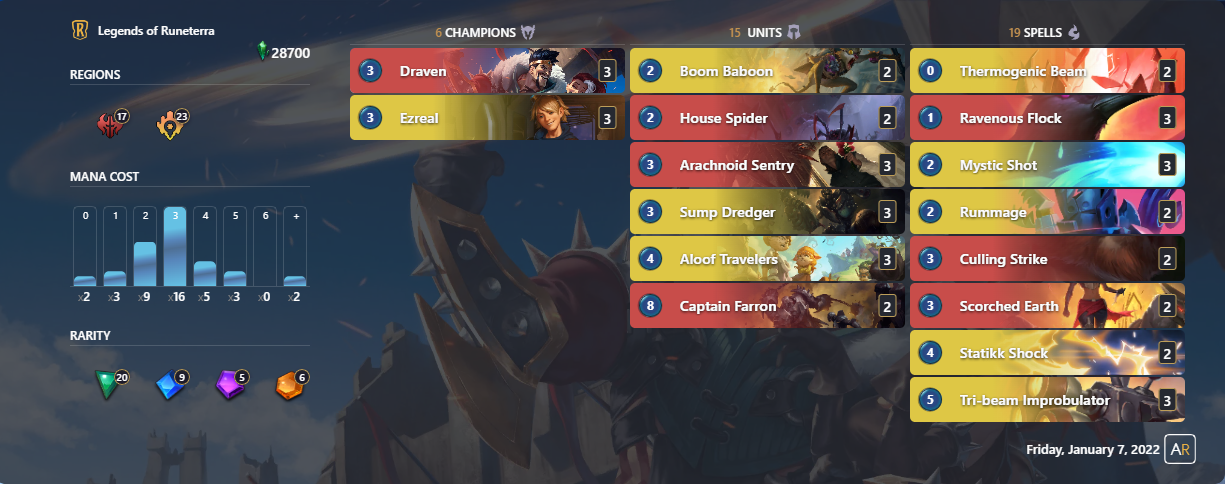 Legends of Runeterra
28700
REGIONS
17
23
MANA COST
0 1 2 3 4 5 6 +
x2 x3 x9 x16 x5 x3 x0 x2
RARITY
20
9
5
6
6 CHAMPIONS
3 Draven 3
3 Ezreal 3
15 UNITS
2 Boom Baboon 2
2 House Spider 2
3 Arachnoid Sentry 3
3 Sump Dredger 3
4 Aloof Travelers 3
8 Captain Farron 2
19 SPELLS
0 Thermogenic Beam 2
1 Ravenous Flock 3
2 Mystic Shot 3
2 Rummage 2
3 Culling Strike 2
3 Scorched Earth 2
4 Statikk Shock 2
5 Tri-beam Improbulator 3
Friday, January 7, 2022 AR